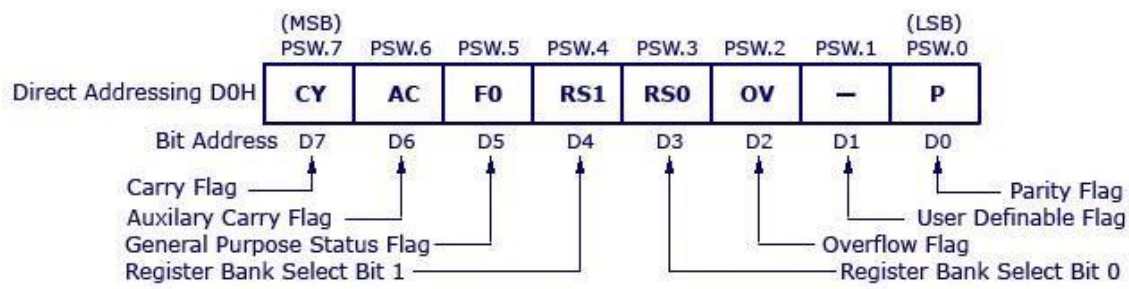 (MSB) (LSB)
PSW.7 PSW.6 PSW.5 PSW.4 PSW.3 PSW.2 PSW.1 PSW.0
Direct Addressing D0H CY AC F0 RS1 RS0 OV — P
Bit Address D7 D6 D5 D4 D3 D2 D1 D0
Carry Flag Parity Flag
Auxilary Carry Flag User Definable Flag
General Purpose Status Flag Overflow Flag
Register Bank Select Bit 1 Register Bank Select Bit 0